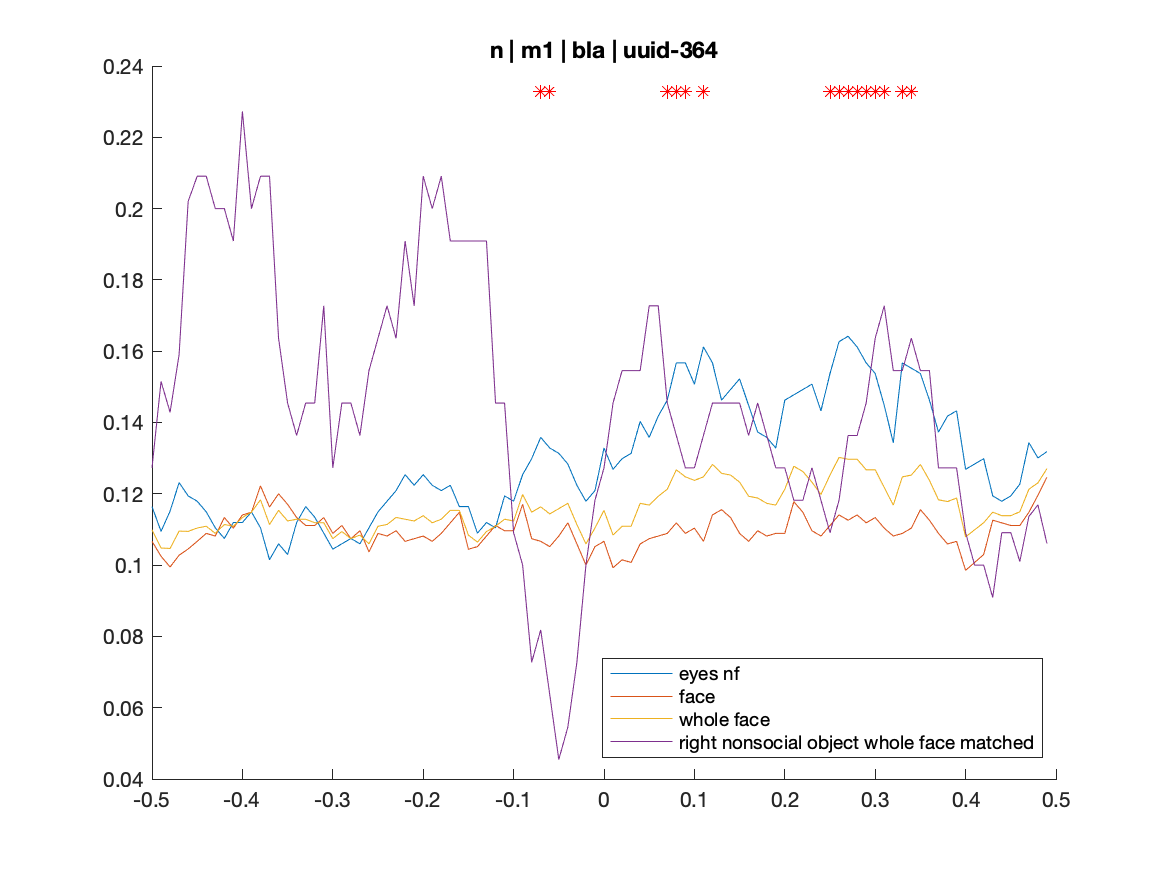 n | m1 | bla | uuid-364
0.24
0.22
0.2
0.18
0.16
0.14
0.12
0.1
0.08
0.06
0.04
eyes nf
face
whole face
right nonsocial object whole face matched
-0.5 -0.4 -0.3 -0.2 -0.1 0 0.1 0.2 0.3 0.4 0.5